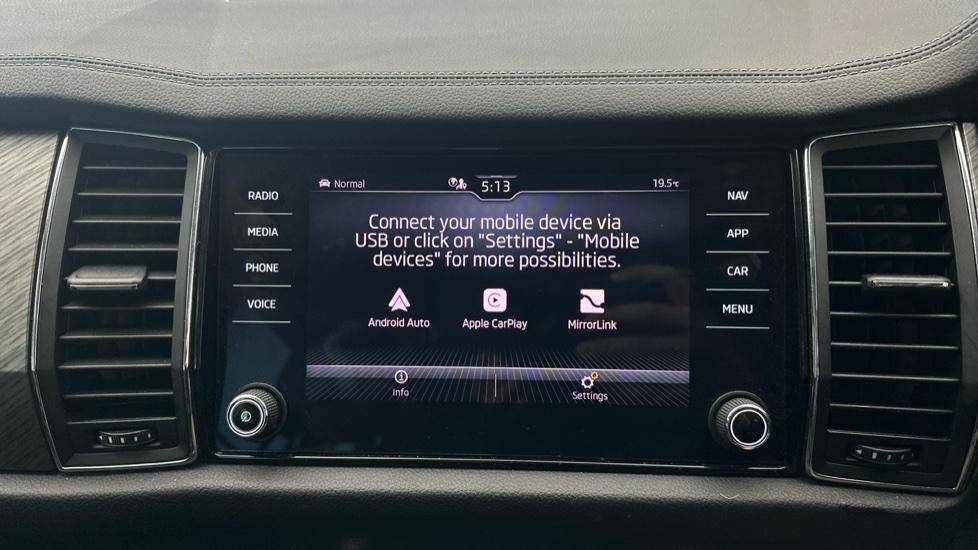 Normal
5:13
19.5°c
RADIO
MEDIA
PHONE
VOICE
NAV
APP
CAR
MENU
Connect your mobile device via
USB or click on "Settings" - "Mobile
devices" for more possibilities.
Android Auto
Apple CarPlay
MirrorLink
Info
Settings